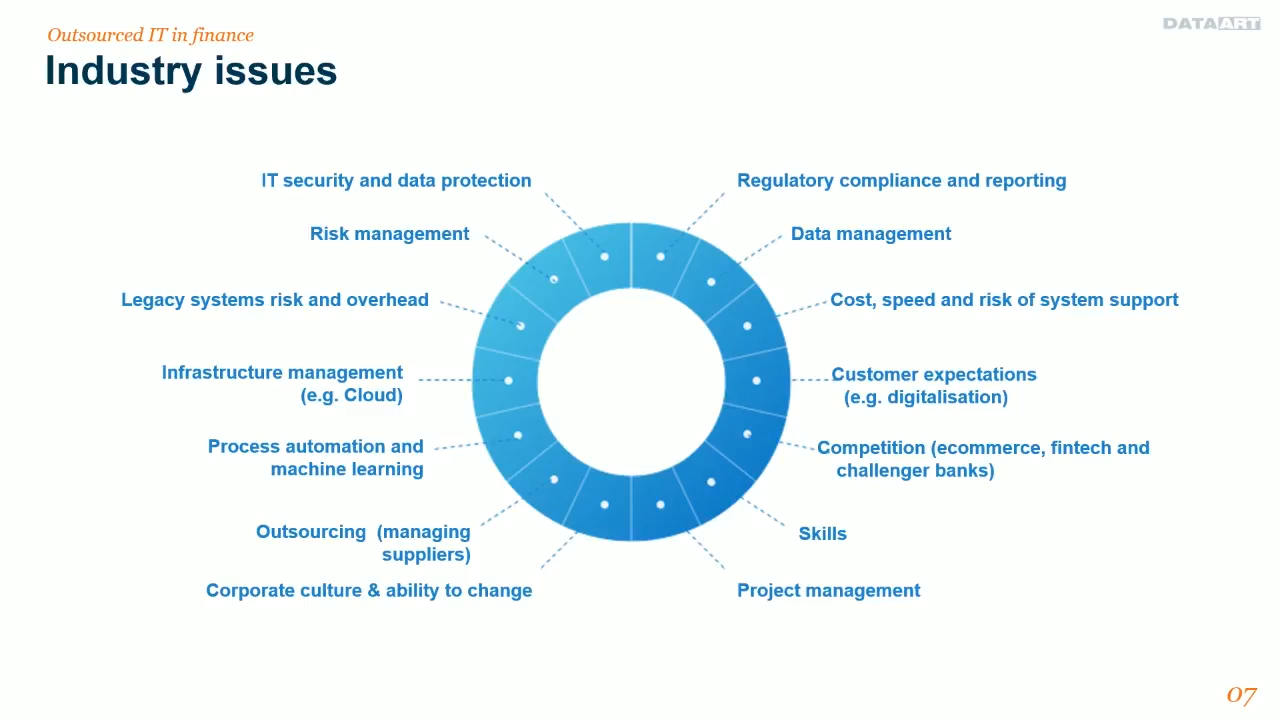 Outsourced IT in finance
DATAART
Industry issues
IT security and data protection
Regulatory compliance and reporting
Risk management
Data management
Legacy systems risk and overhead
Cost, speed and risk of system support
Infrastructure management
(e.g. Cloud)
Customer expectations
(e.g. digitalisation)
Process automation and
machine learning
Competition (ecommerce, fintech and
challenger banks)
Outsourcing (managing
suppliers)
Skills
Corporate culture & ability to change
Project management
07